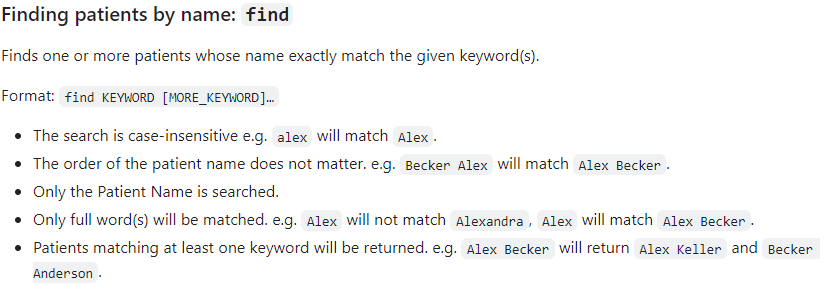 Finding patients by name: find
Finds one or more patients whose name exactly match the given keyword(s).
Format: find KEYWORD [MORE_KEYWORD]…
• The search is case-insensitive e.g. alex will match Alex.
• The order of the patient name does not matter. e.g. Becker Alex will match Alex Becker.
• Only the Patient Name is searched.
• Only full word(s) will be matched. e.g. Alex will not match Alexandra, Alex will match Alex Becker.
• Patients matching at least one keyword will be returned. e.g. Alex Becker will return Alex Keller and Becker
Anderson.